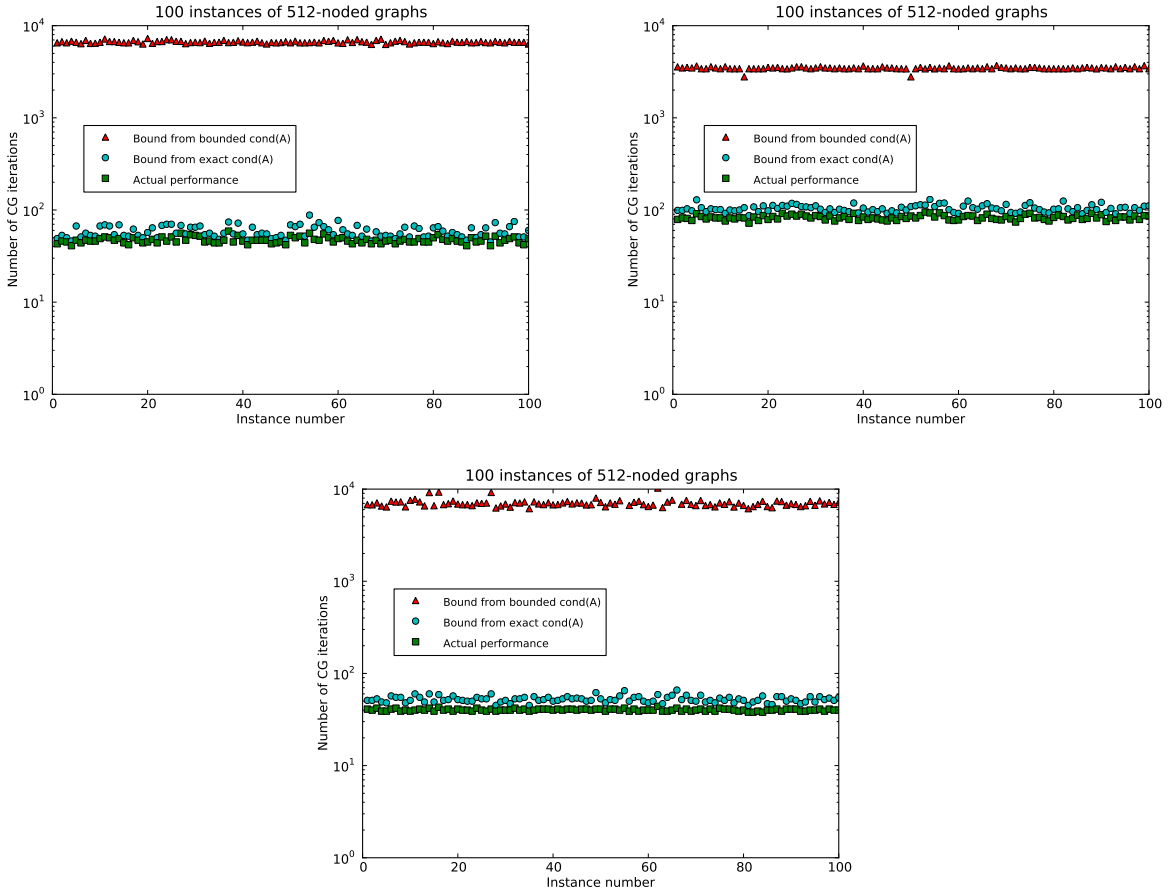 100 instances of 512-noded graphs
Number of CG iterations
10^4
10^3
10^2
10^1
10^0
Bound from bounded cond(A)
Bound from exact cond(A)
Actual performance
0 20 40 60 80 100
Instance number
100 instances of 512-noded graphs
Number of CG iterations
10^4
10^3
10^2
10^1
10^0
Bound from bounded cond(A)
Bound from exact cond(A)
Actual performance
0 20 40 60 80 100
Instance number
100 instances of 512-noded graphs
Number of CG iterations
10^4
10^3
10^2
10^1
10^0
Bound from bounded cond(A)
Bound from exact cond(A)
Actual performance
0 20 40 60 80 100
Instance number